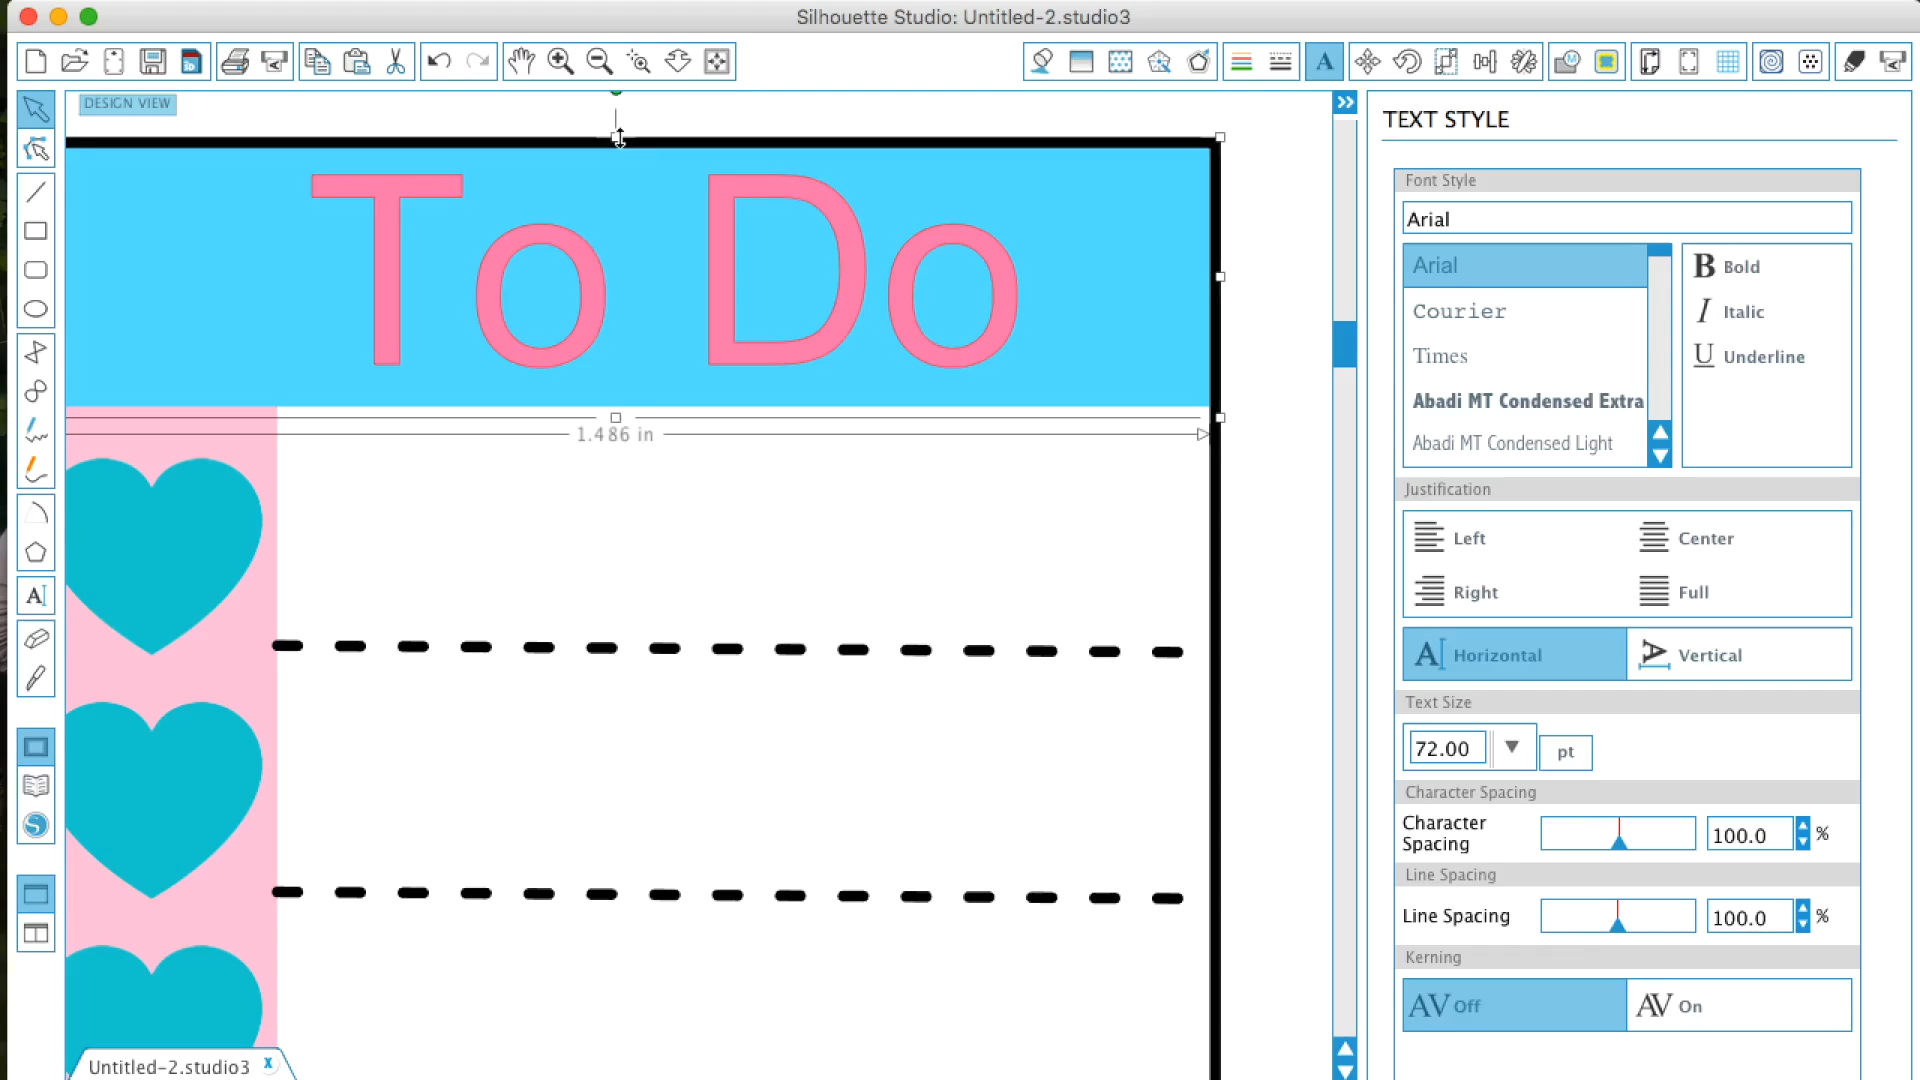 Silhouette Studio: Untitled-2.studio3
A
DESIGN VIEW
TEXT STYLE
Font Style
Arial
Arial
Courier
Times
Abadi MT Condensed Extra
Abadi MT Condensed Light
B Bold
I Italic
U Underline
To Do
1.486 in
Justification
Left
Center
Right
Full
A Horizontal
A Vertical
Text Size
72.00
pt
Character Spacing
Character
Spacing
100.0
%
Line Spacing
Line Spacing
100.0
%
Kerning
AV Off
AV On
A
S
Untitled-2.studio3 x